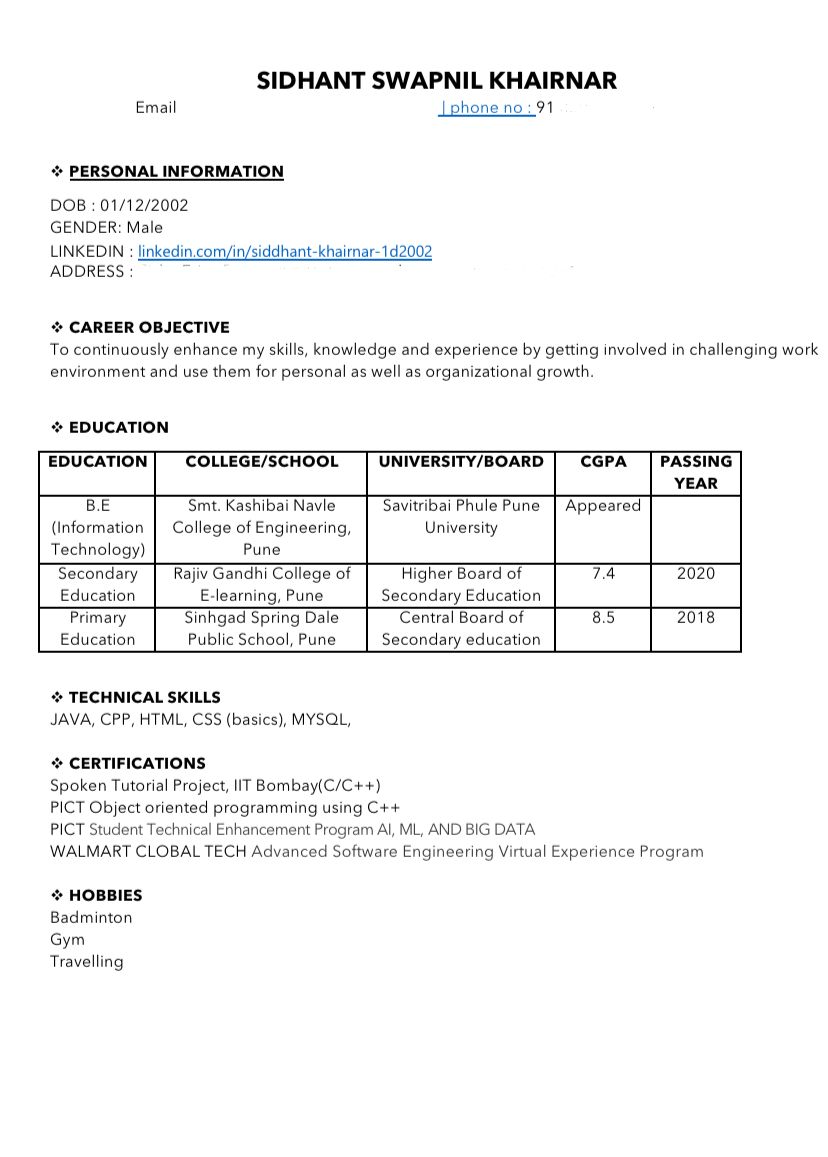 SIDHANT SWAPNIL KHAIRNAR
Email | phone no : 91
❖ PERSONAL INFORMATION
DOB : 01/12/2002
GENDER: Male
LINKEDIN : linkedin.com/in/siddhant-khairnar-1d2002
ADDRESS :
❖ CAREER OBJECTIVE
To continuously enhance my skills, knowledge and experience by getting involved in challenging work
environment and use them for personal as well as organizational growth.
❖ EDUCATION
EDUCATION COLLEGE/SCHOOL UNIVERSITY/BOARD CGPA PASSING
YEAR
B.E Smt. Kashibai Navle Savitribai Phule Pune Appeared
(Information College of Engineering, University
Technology) Pune
Secondary Rajiv Gandhi College of Higher Board of 7.4 2020
Education E-learning, Pune Secondary Education
Primary Sinhgad Spring Dale Central Board of 8.5 2018
Education Public School, Pune Secondary education
❖ TECHNICAL SKILLS
JAVA, CPP, HTML, CSS (basics), MYSQL,
❖ CERTIFICATIONS
Spoken Tutorial Project, IIT Bombay(C/C++)
PICT Object oriented programming using C++
PICT Student Technical Enhancement Program AI, ML, AND BIG DATA
WALMART CLOBAL TECH Advanced Software Engineering Virtual Experience Program
❖ HOBBIES
Badminton
Gym
Travelling